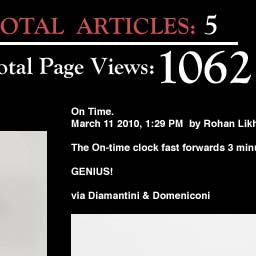 OTAL ARTICLES: 5
otal Page Views: 1062
On Time.
March 11 2010, 1:29 PM by Rohan Likh
The On-time clock fast forwards 3 minu
GENIUS!
via Diamantini & Domeniconi